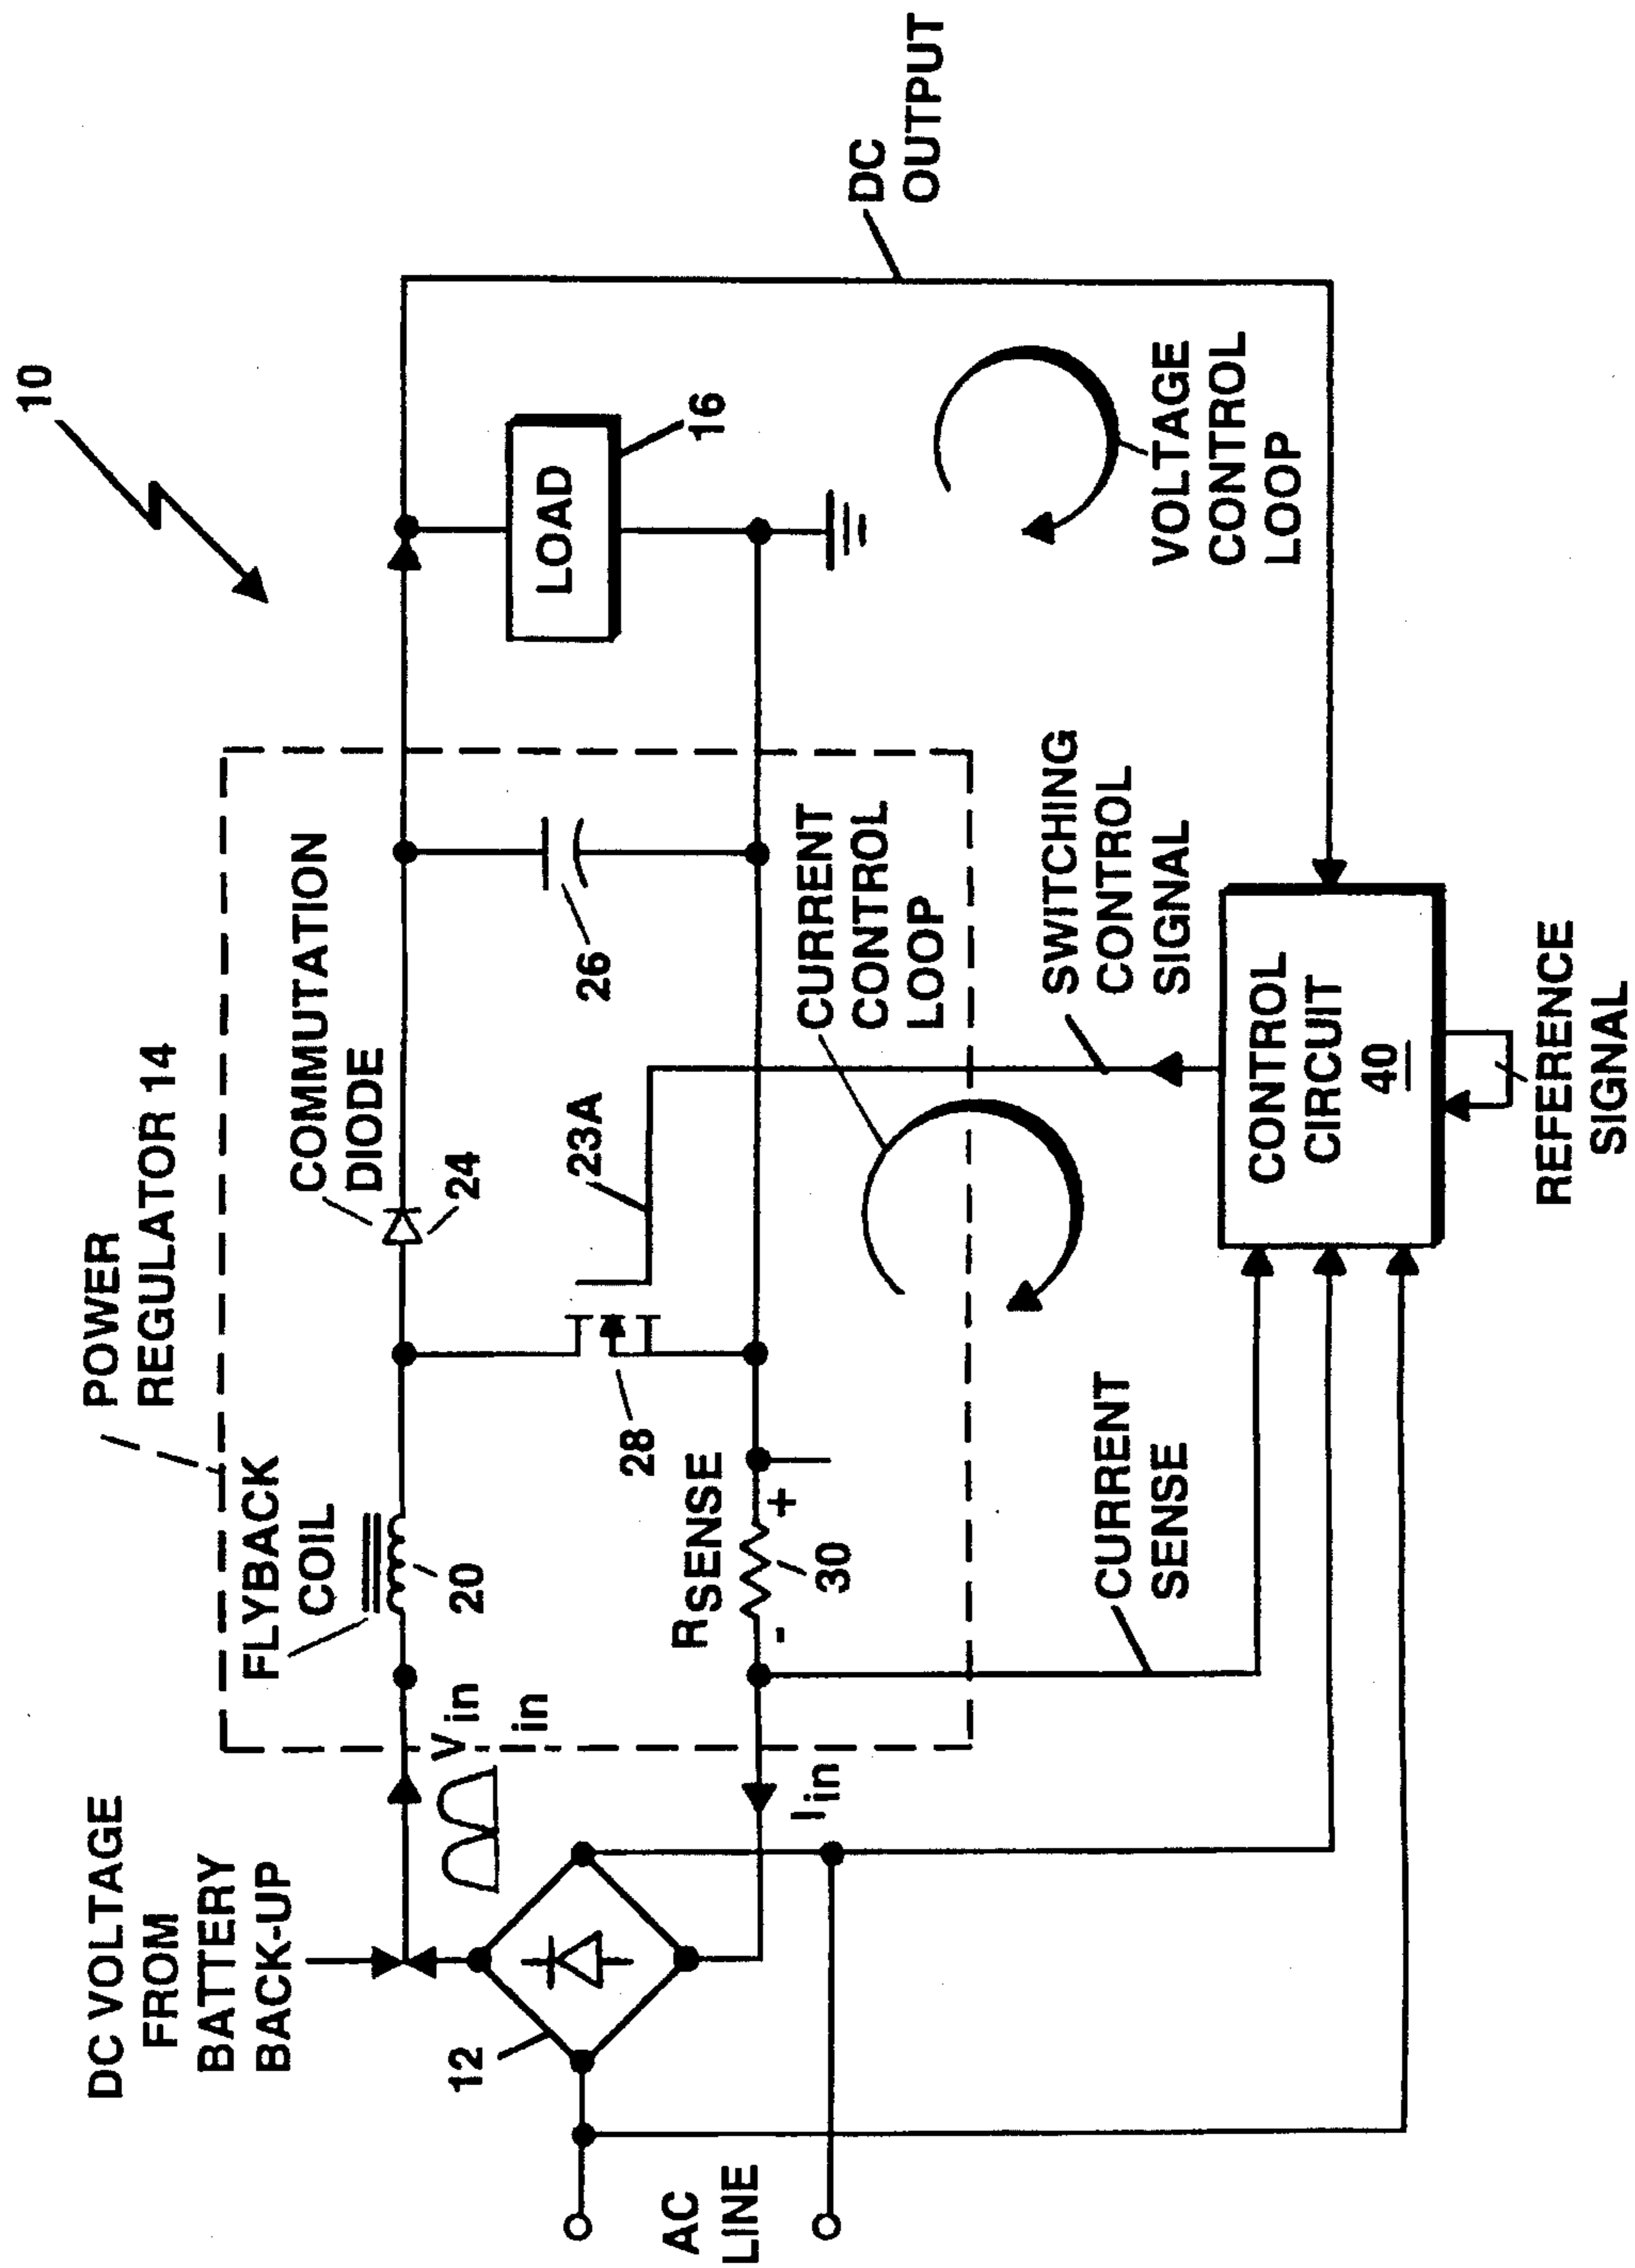 10
POWER
REGULATOR 14
DC VOLTAGE
FROM
BATTERY
BACK-UP
FLYBACK
COIL
20
COMMUTATION
DIODE
24
Vin
in
12
28
23A
26
LOAD
16
RSENSE
- +
30
Iin
AC
LINE
CURRENT
CONTROL
LOOP
DC
OUTPUT
CURRENT
SENSE
SWITCHING
CONTROL
SIGNAL
VOLTAGE
CONTROL
LOOP
CONTROL
CIRCUIT
40
REFERENCE
SIGNAL